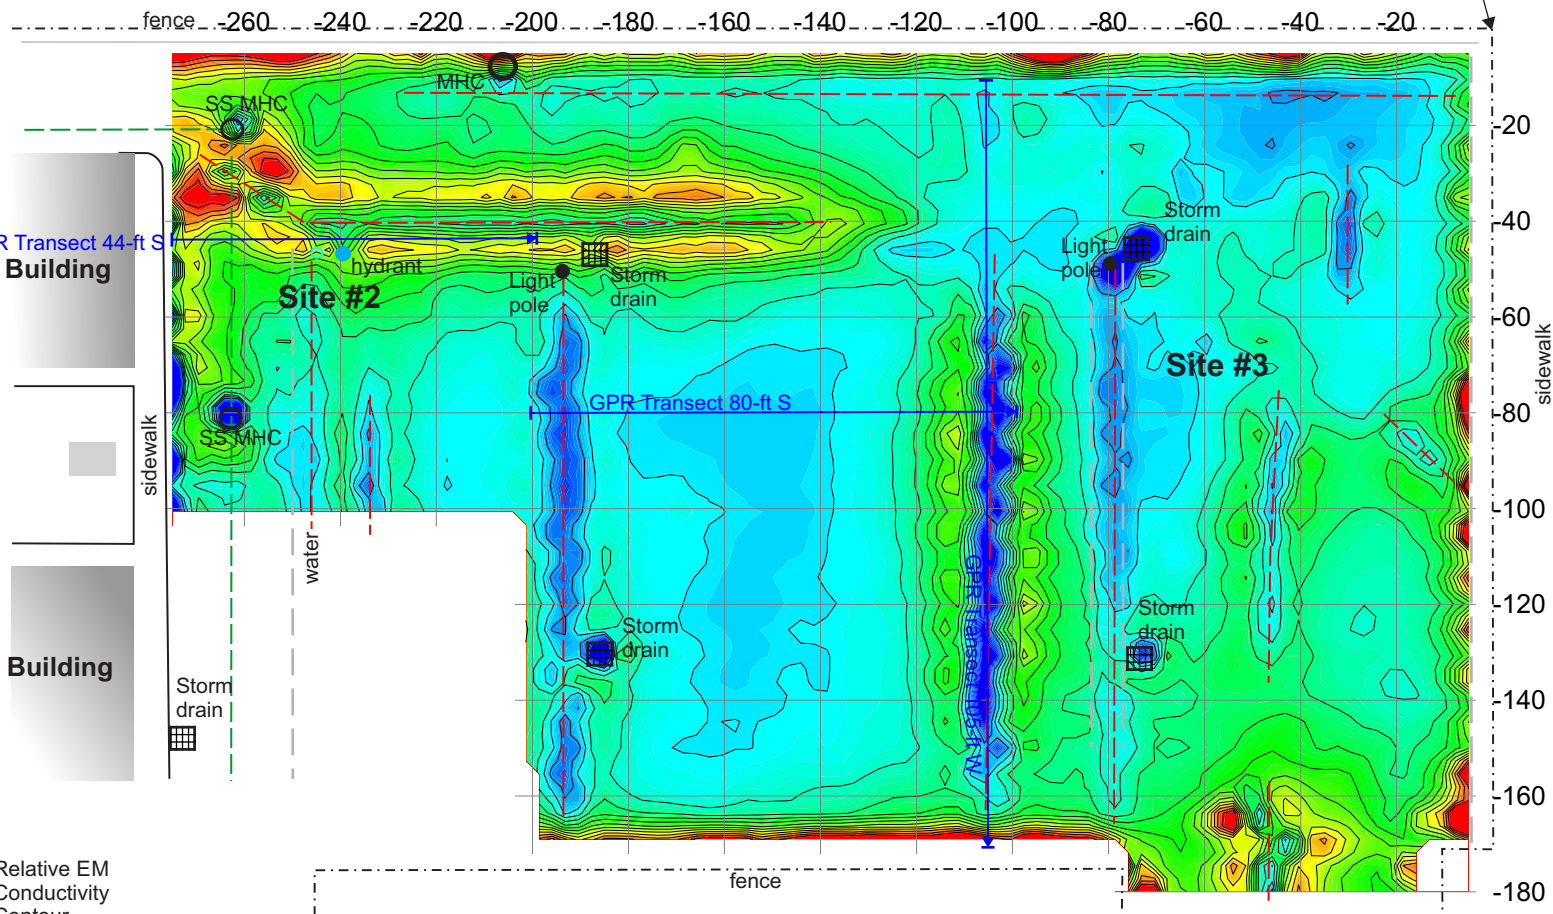 fence
-260 -240 -220 -200 -180 -160 -140 -120 -100 -80 -60 -40 -20
MHC
SS MHC
-20
-40
-60
-80
-100
-120
-140
-160
-180
R Transect 44-ft S
Building
hydrant
Site #2
Light
pole
Storm
drain
Light
pole
Storm
drain
Site #3
sidewalk
GPR Transect 80-ft S
SS MHC
sidewalk
water
GPR Transect 105-ft W
Storm
drain
Storm
drain
Building
Storm
drain
Relative EM
Conductivity
Contour
fence